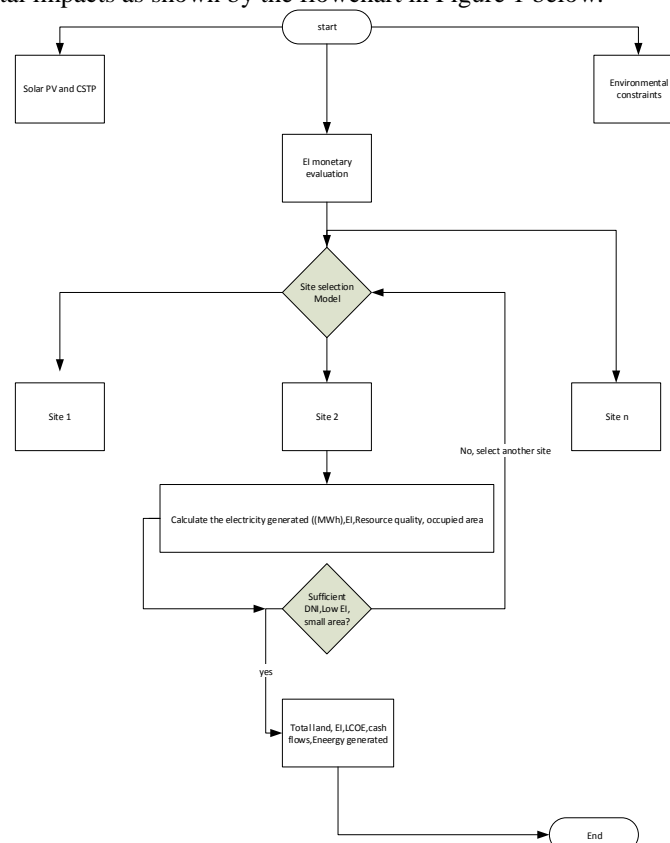 tal impacts as shown by the flowchart in Figure 1 below.
start
Solar PV and CSTP
Environmental
constraints
EI monetary
evaluation
Site selection
Model
Site 1
Site 2
Site n
No, select another site
Calculate the electricity generated ((MWh),EI,Resource quality, occupied area
Sufficient
DNI,Low EI,
small area?
yes
Total land, EI,LCOE,cash
flows,Eneergy generated
End